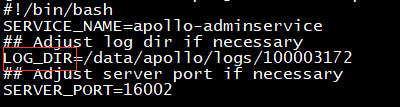 #!/bin/bash
SERVICE_NAME=apollo-adminservice
## Adjust log dir if necessary
LOG_DIR=/data/apollo/logs/100003172
## Adjust server port if necessary
SERVER_PORT=16002